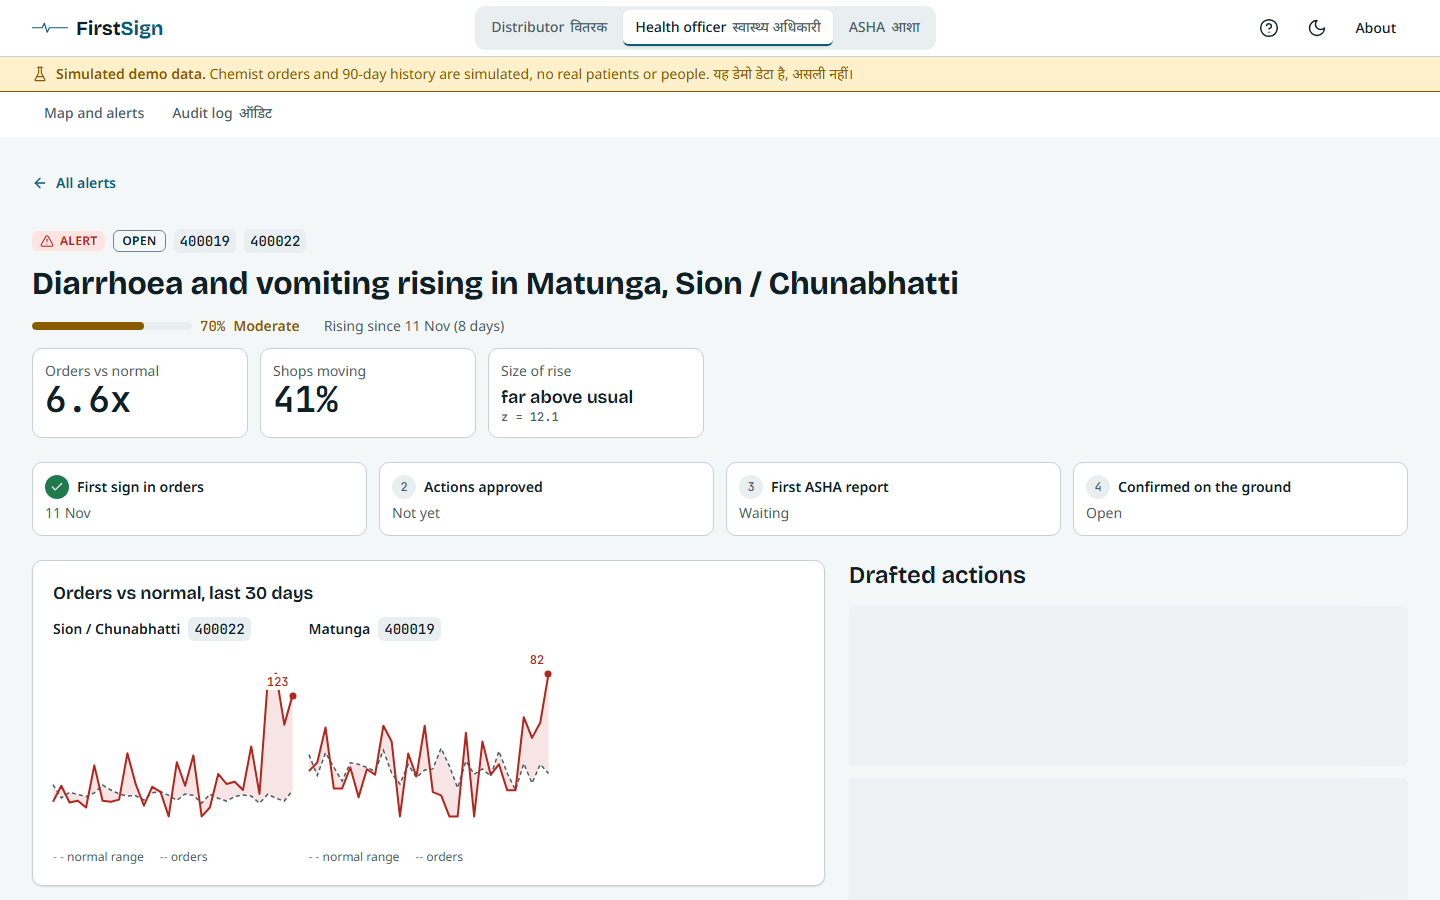 FirstSign
Distributor वितरक
Health officer स्वास्थ्य अधिकारी
ASHA आशा
About
Simulated demo data. Chemist orders and 90-day history are simulated, no real patients or people. यह डेमो डेटा है, असली नहीं।
Map and alerts
Audit log ऑडिट
All alerts
ALERT
OPEN
400019
400022
Diarrhoea and vomiting rising in Matunga, Sion / Chunabhatti
70% Moderate
Rising since 11 Nov (8 days)
Orders vs normal
6.6x
Shops moving
41%
Size of rise
far above usual
z = 12.1
First sign in orders
11 Nov
2 Actions approved
Not yet
3 First ASHA report
Waiting
4 Confirmed on the ground
Open
Orders vs normal, last 30 days
Sion / Chunabhatti 400022
123
-- normal range -- orders
Matunga 400019
82
-- normal range -- orders
Drafted actions